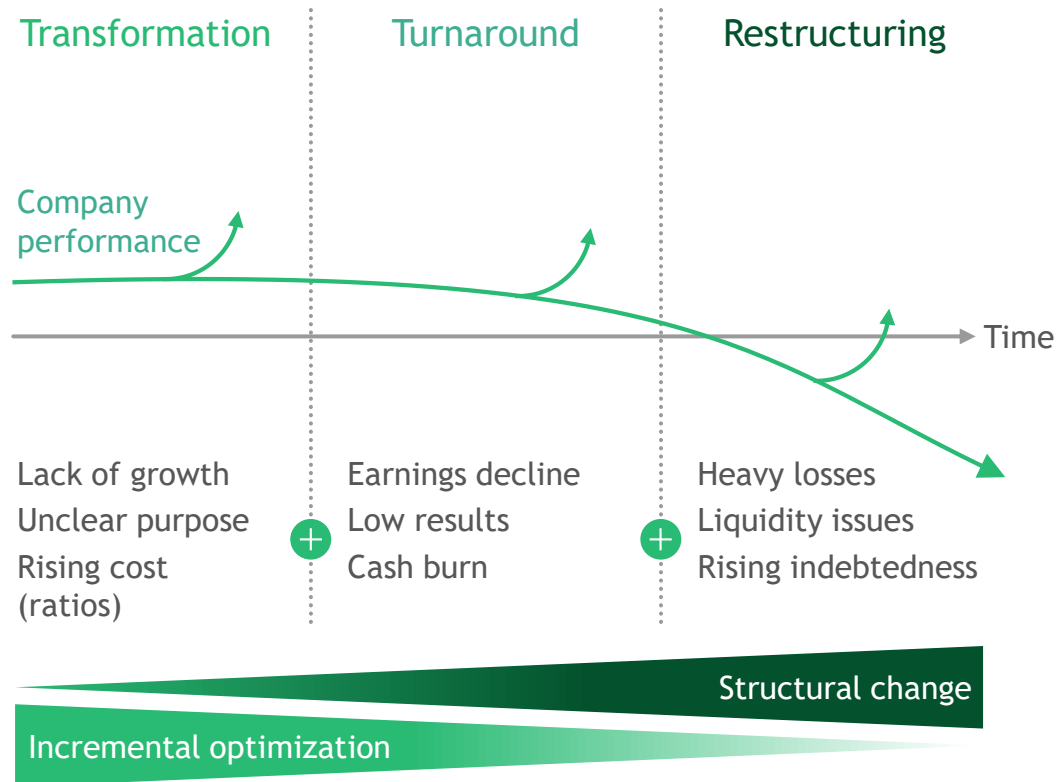 Transformation
Turnaround
Restructuring
Company
performance
Time
Lack of growth
Unclear purpose
Rising cost
(ratios)
+
Earnings decline
Low results
Cash burn
+
Heavy losses
Liquidity issues
Rising indebtedness
Structural change
Incremental optimization